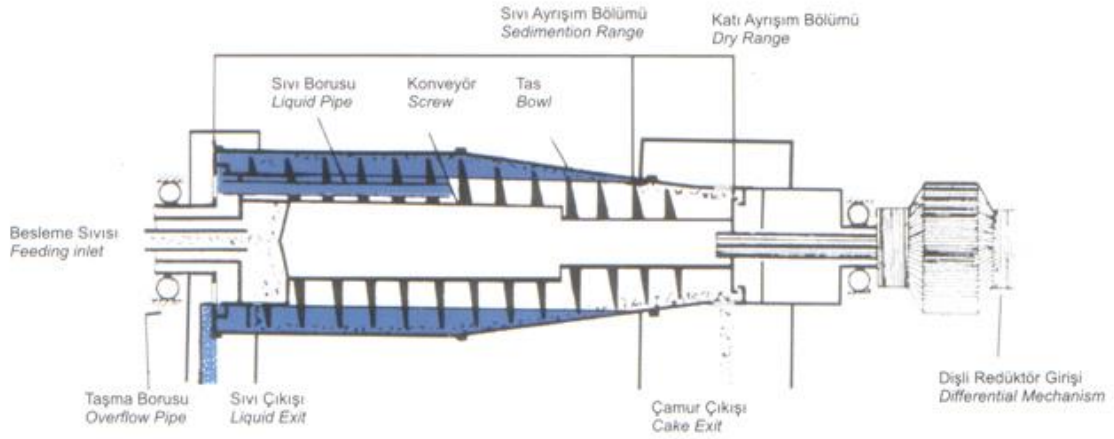 Sıvı Ayrışım Bölümü
Sedimention Range
Katı Ayrışım Bölümü
Dry Range
Sıvı Borusu
Liquid Pipe
Konveyör
Screw
Tas
Bowl
Besleme Sıvısı
Feeding inlet
Taşma Borusu
Overflow Pipe
Sıvı Çıkışı
Liquid Exit
Çamur Çıkışı
Cake Exit
Dişli Redüktör Girişi
Differential Mechanism